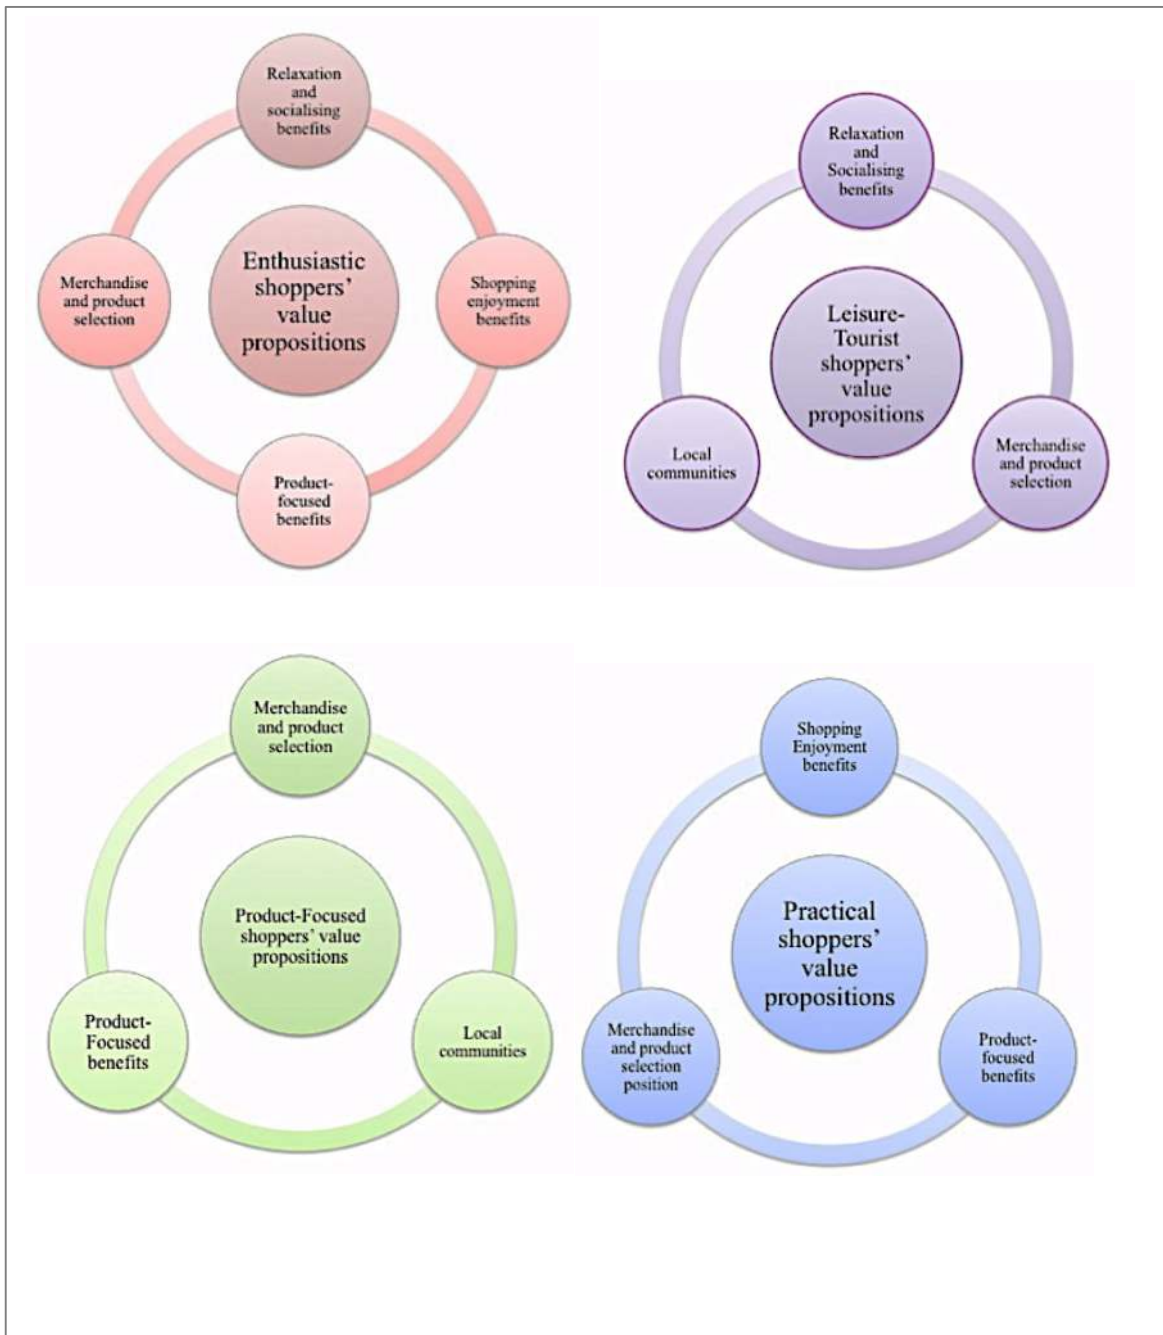 Relaxation
and
socialising
benefits
Merchandise
and product
selection
Enthusiastic
shoppers'
value
propositions
Shopping
enjoyment
benefits
Product-
focused
benefits
Relaxation
and
Socialising
benefits
Leisure-
Tourist
shoppers'
value
propositions
Local
communities
Merchandise
and product
selection
Merchandise
and product
selection
Product-Focused
shoppers' value
propositions
Product-
Focused
benefits
Local
communities
Shopping
Enjoyment
benefits
Practical
shoppers'
value
propositions
Merchandise
and product
selection
position
Product-
focused
benefits